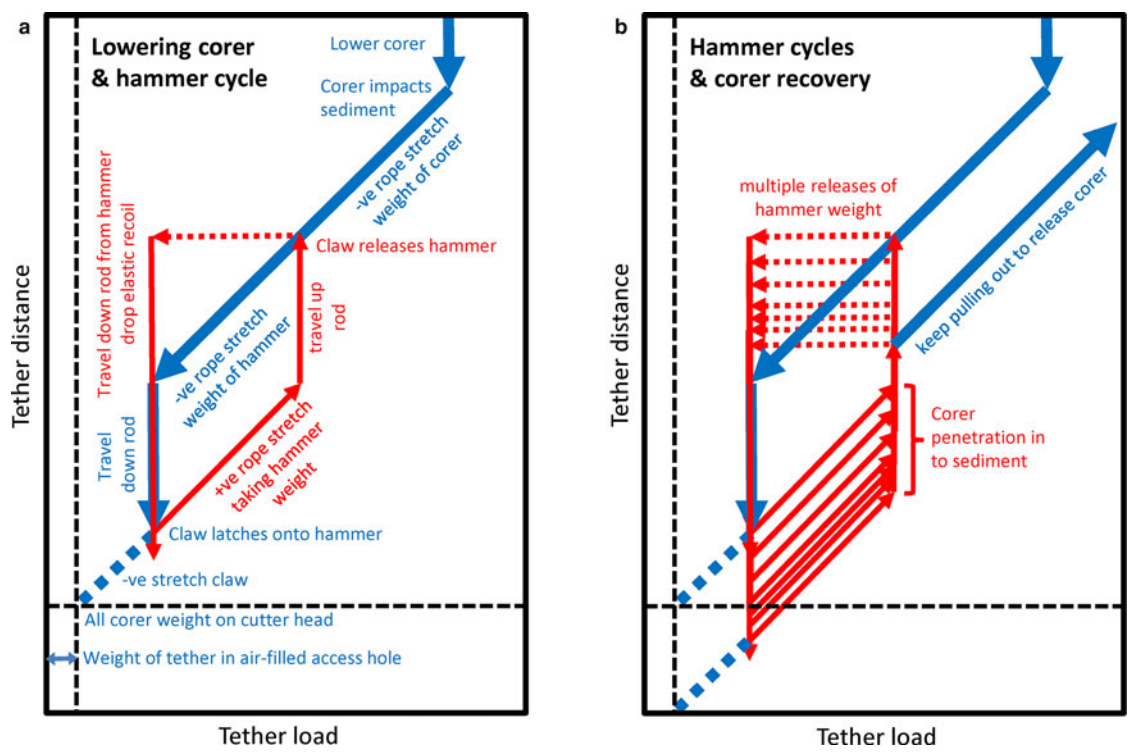 a
Lowering corer
& hammer cycle
Lower corer
Corer impacts
sediment
-ve rope stretch
weight of corer
Travel down rod from hammer
drop elastic recoil
Claw releases hammer
travel up
rod
-ve rope stretch
weight of hammer
Travel
down rod
+ve rope stretch
taking hammer
weight
Claw latches onto hammer
-ve stretch claw
All corer weight on cutter head
Weight of tether in air-filled access hole
Tether distance
Tether load
b
Hammer cycles
& corer recovery
multiple releases of
hammer weight
keep pulling out to release corer
Corer
penetration in
to sediment
Tether distance
Tether load